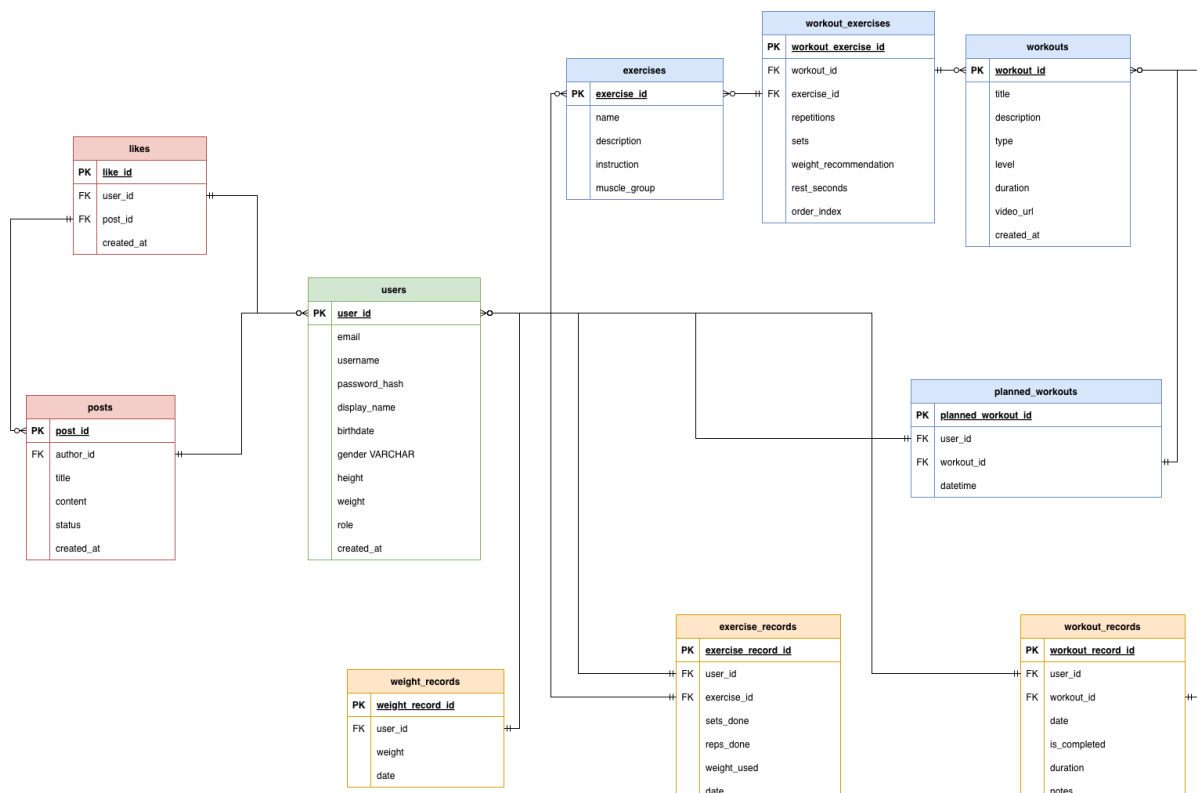 workout_exercises
PK workout_exercise_id
FK workout_id
FK exercise_id
repetitions
sets
weight_recommendation
rest_seconds
order_index
workouts
PK workout_id
title
description
type
level
duration
video_url
created_at
exercises
PK exercise_id
name
description
instruction
muscle_group
likes
PK like_id
FK user_id
FK post_id
created_at
users
PK user_id
email
username
password_hash
display_name
birthdate
gender VARCHAR
height
weight
role
created_at
posts
PK post_id
FK author_id
title
content
status
created_at
planned_workouts
PK planned_workout_id
FK user_id
FK workout_id
datetime
exercise_records
PK exercise_record_id
FK user_id
FK exercise_id
sets_done
reps_done
weight_used
date
workout_records
PK workout_record_id
FK user_id
FK workout_id
date
is_completed
duration
notes
weight_records
PK weight_record_id
FK user_id
weight
date